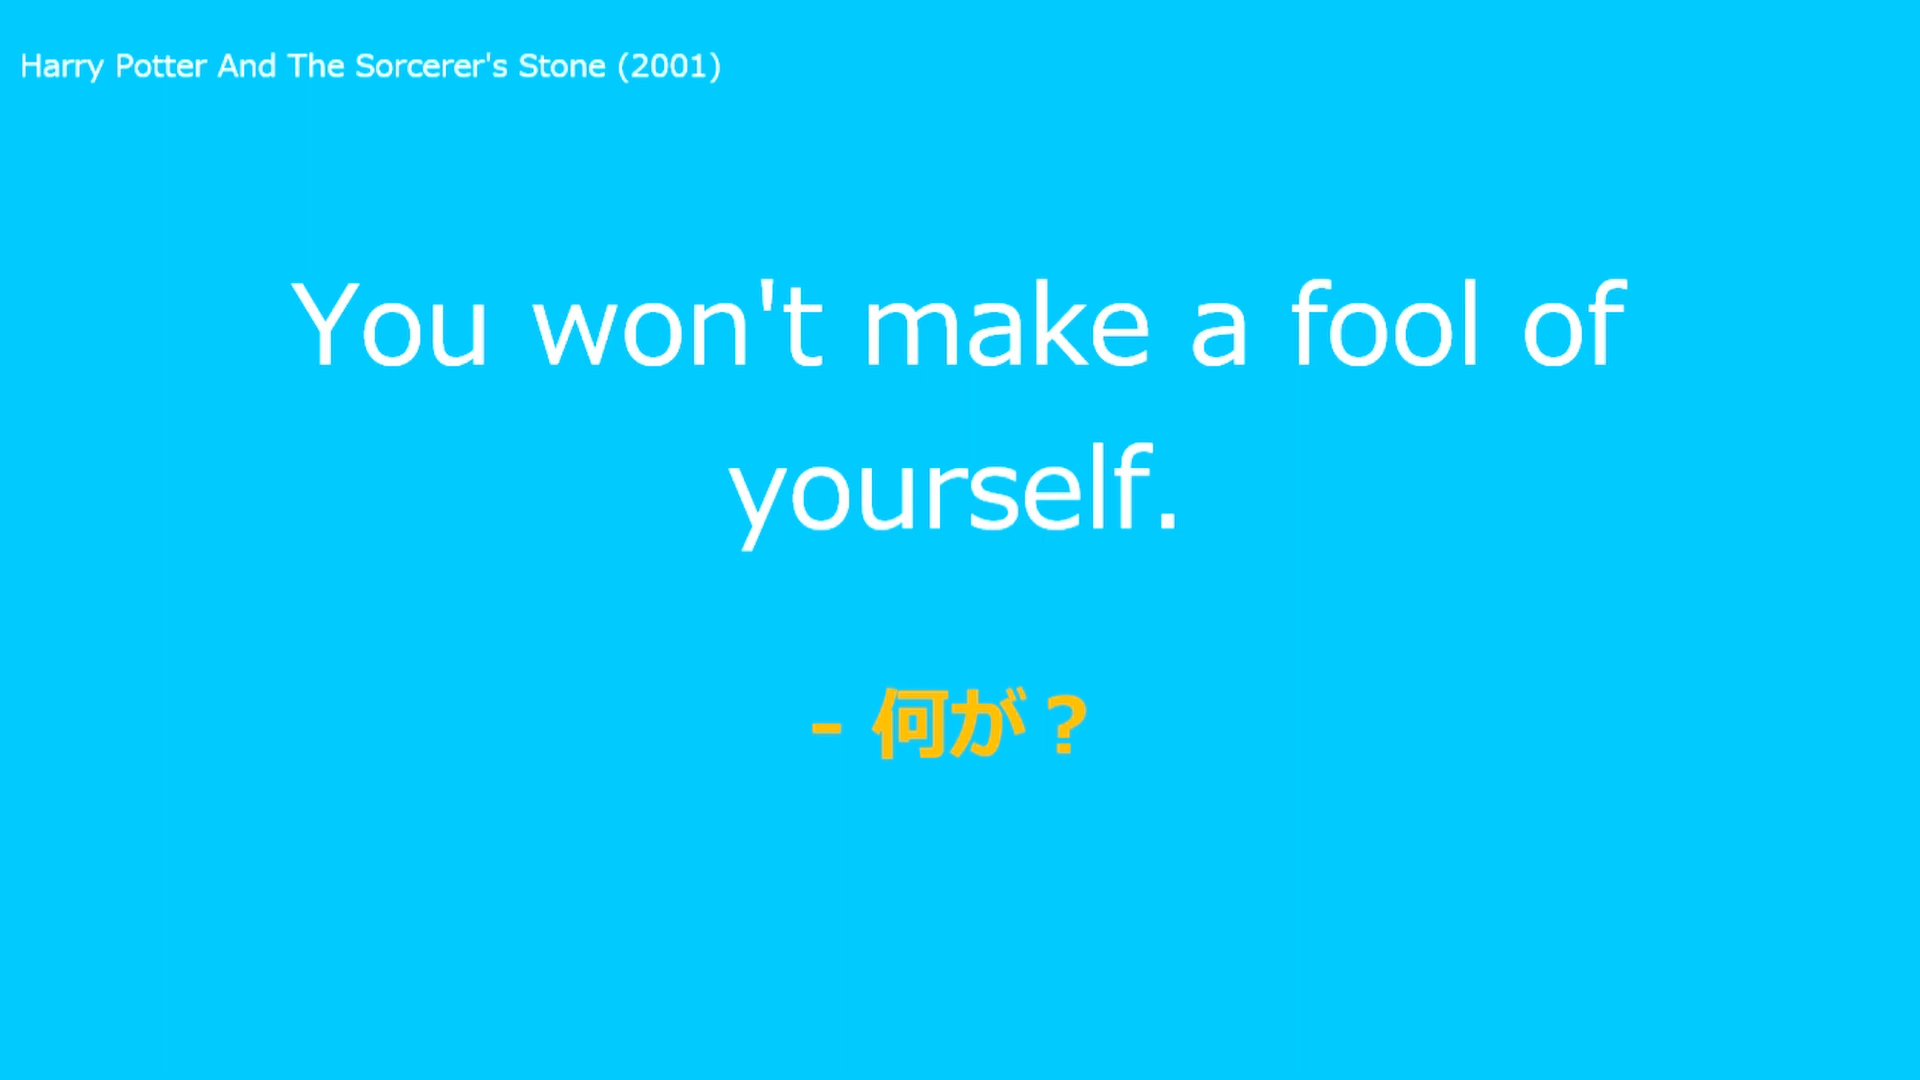 Harry Potter And The Sorcerer's Stone (2001)
You won't make a fool of
yourself.
- 何が？